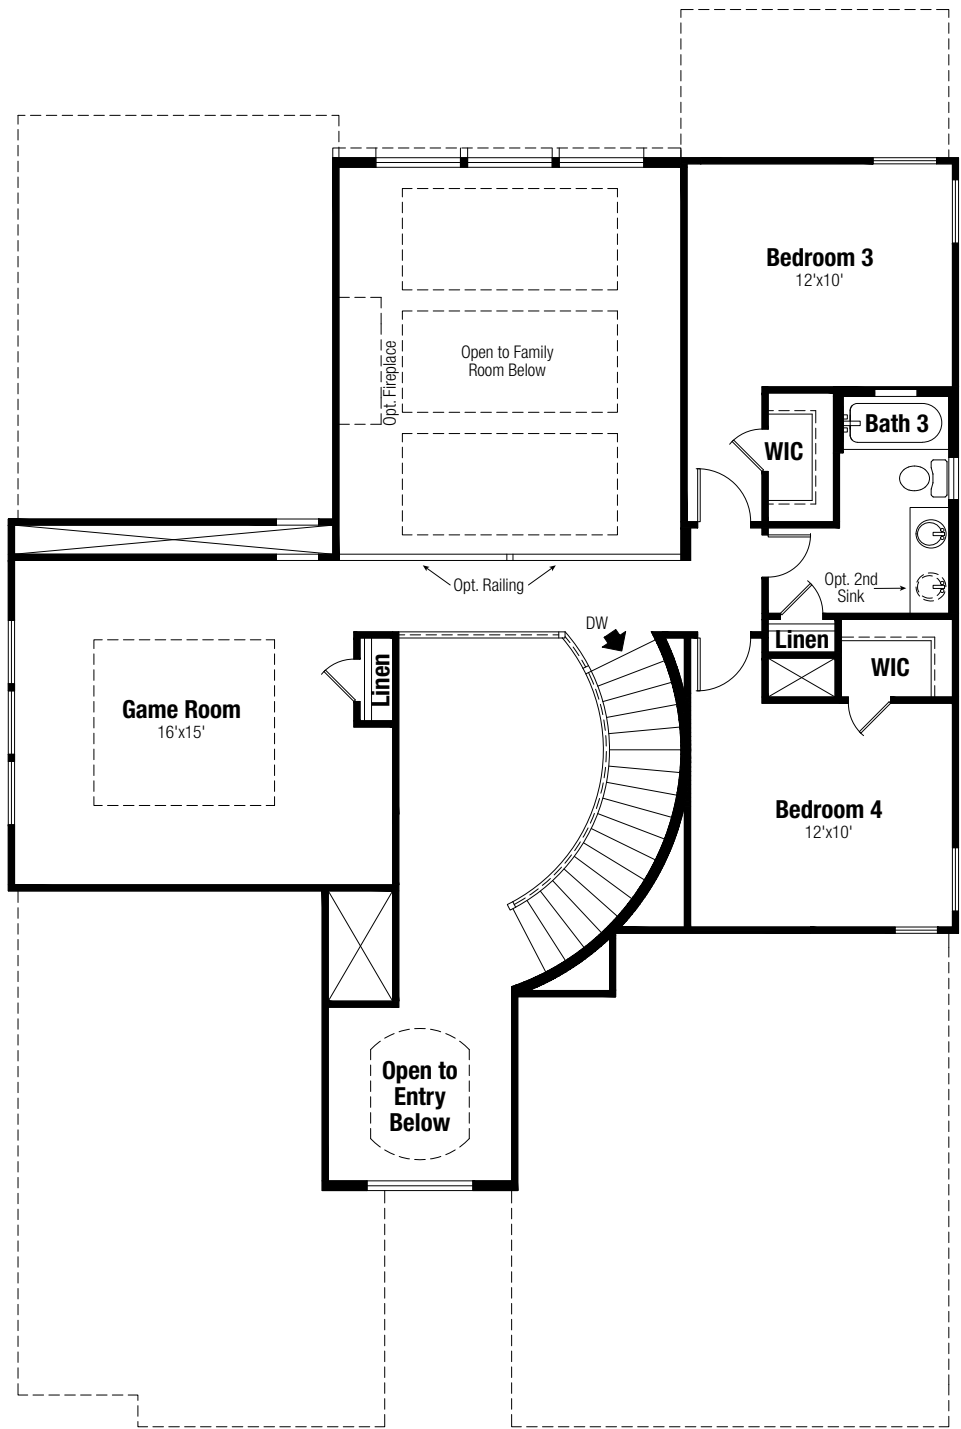 Bedroom 3
12'x10'
Open to Family
Room Below
Opt. Fireplace
WIC
Bath 3
Opt. Railing
Opt. 2nd
Sink
DW
Linen
Linen
WIC
Game Room
16'x15'
Bedroom 4
12'x10'
Open to
Entry
Below